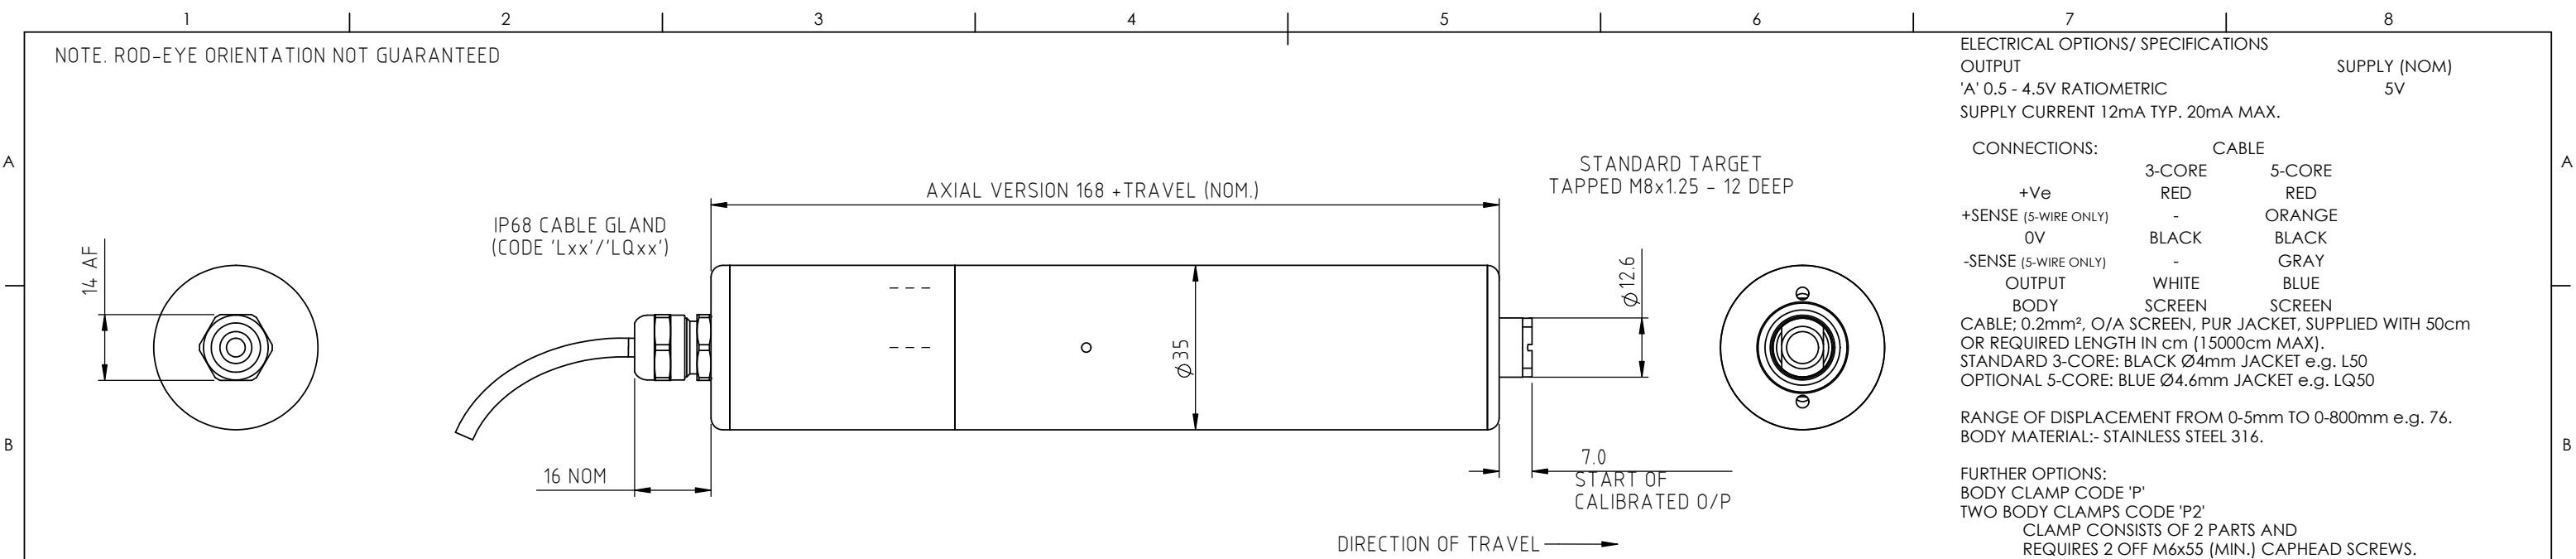 1 2 3 4 5 6 7 8
NOTE. ROD-EYE ORIENTATION NOT GUARANTEED
A
A
B
B
14 AF
IP68 CABLE GLAND
(CODE 'Lxx'/'LQxx')
16 NOM
AXIAL VERSION 168 +TRAVEL (NOM.)
Ø35
STANDARD TARGET
TAPPED M8x1.25 - 12 DEEP
Ø12.6
7.0
START OF
CALIBRATED O/P
DIRECTION OF TRAVEL
ELECTRICAL OPTIONS/ SPECIFICATIONS
OUTPUT SUPPLY (NOM)
'A' 0.5 - 4.5V RATIOMETRIC 5V
SUPPLY CURRENT 12mA TYP. 20mA MAX.
CONNECTIONS: CABLE
3-CORE 5-CORE
+Ve RED RED
+SENSE (5-WIRE ONLY) - ORANGE
0V BLACK BLACK
-SENSE (5-WIRE ONLY) - GRAY
OUTPUT WHITE BLUE
BODY SCREEN SCREEN
CABLE; 0.2mm², O/A SCREEN, PUR JACKET, SUPPLIED WITH 50cm
OR REQUIRED LENGTH IN cm (15000cm MAX).
STANDARD 3-CORE: BLACK Ø4mm JACKET e.g. L50
OPTIONAL 5-CORE: BLUE Ø4.6mm JACKET e.g. LQ50
RANGE OF DISPLACEMENT FROM 0-5mm TO 0-800mm e.g. 76.
BODY MATERIAL:- STAINLESS STEEL 316.
FURTHER OPTIONS:
BODY CLAMP CODE 'P'
TWO BODY CLAMPS CODE 'P2'
CLAMP CONSISTS OF 2 PARTS AND
REQUIRES 2 OFF M6x55 (MIN.) CAPHEAD SCREWS.